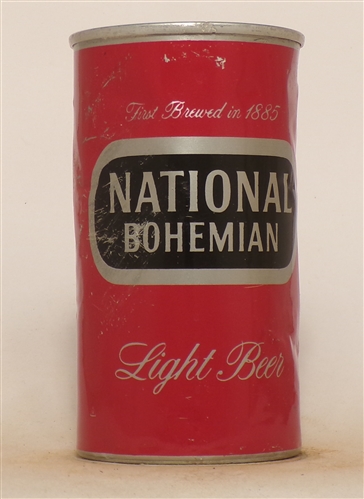 First Brewed in 1885
NATIONAL
BOHEMIAN
Light Beer